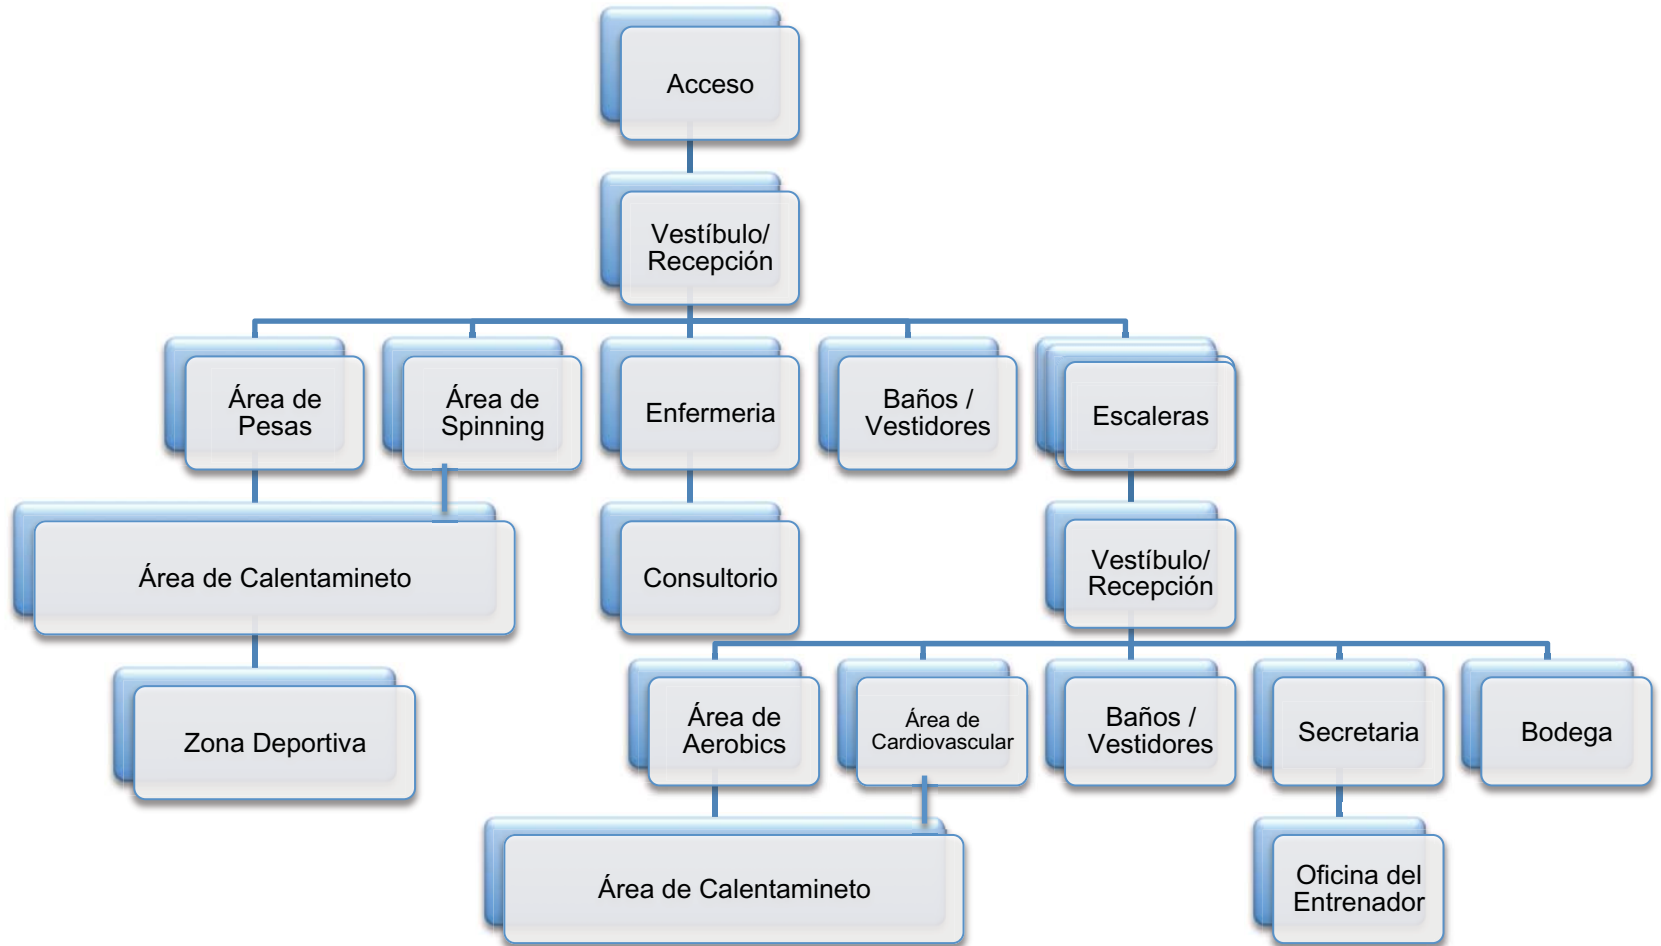 Acceso
Vestíbulo/
Recepción
Área de
Pesas
Área de
Spinning
Enfermeria
Baños /
Vestidores
Escaleras
Área de Calentamineto
Consultorio
Vestíbulo/
Recepción
Zona Deportiva
Área de
Aerobics
Área de
Cardiovascular
Baños /
Vestidores
Secretaria
Bodega
Área de Calentamineto
Oficina del
Entrenador